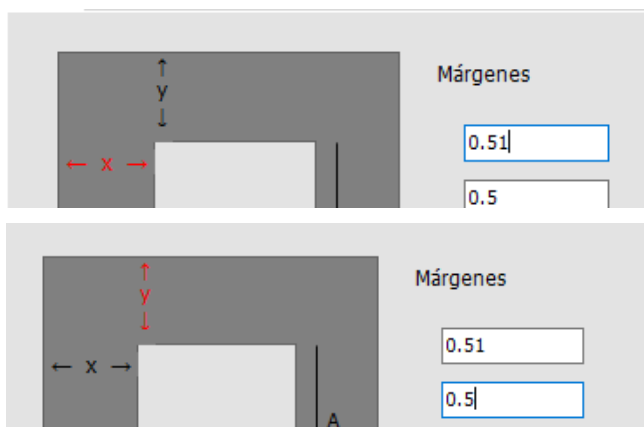 ↑
y
↓
← x →
Márgenes
0.51
0.5
↑
y
↓
← x →
A
Márgenes
0.51
0.5